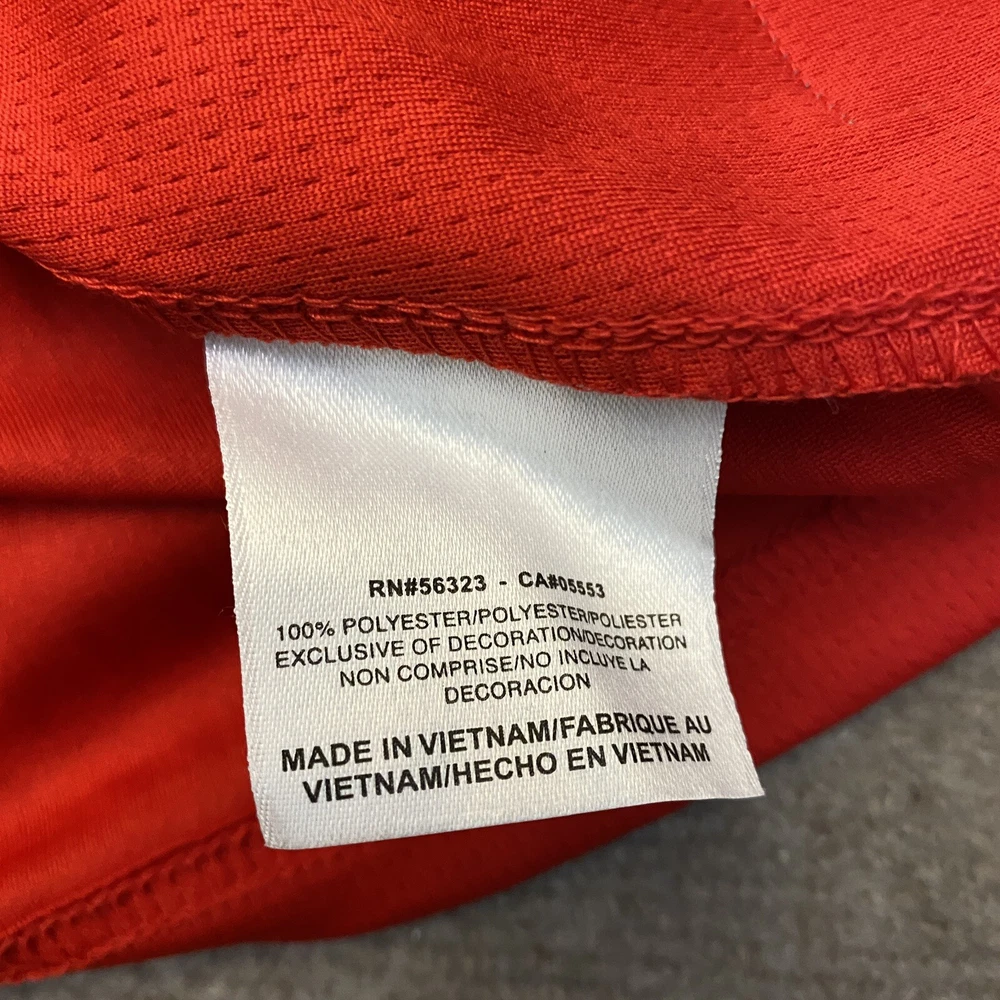 RN#56323 - CA#05553
100% POLYESTER/POLYESTER/POLIESTER
EXCLUSIVE OF DECORATION/DECORATION
NON COMPRISE/NO INCLUYE LA
DECORACION
MADE IN VIETNAM/FABRIQUE AU
VIETNAM/HECHO EN VIETNAM